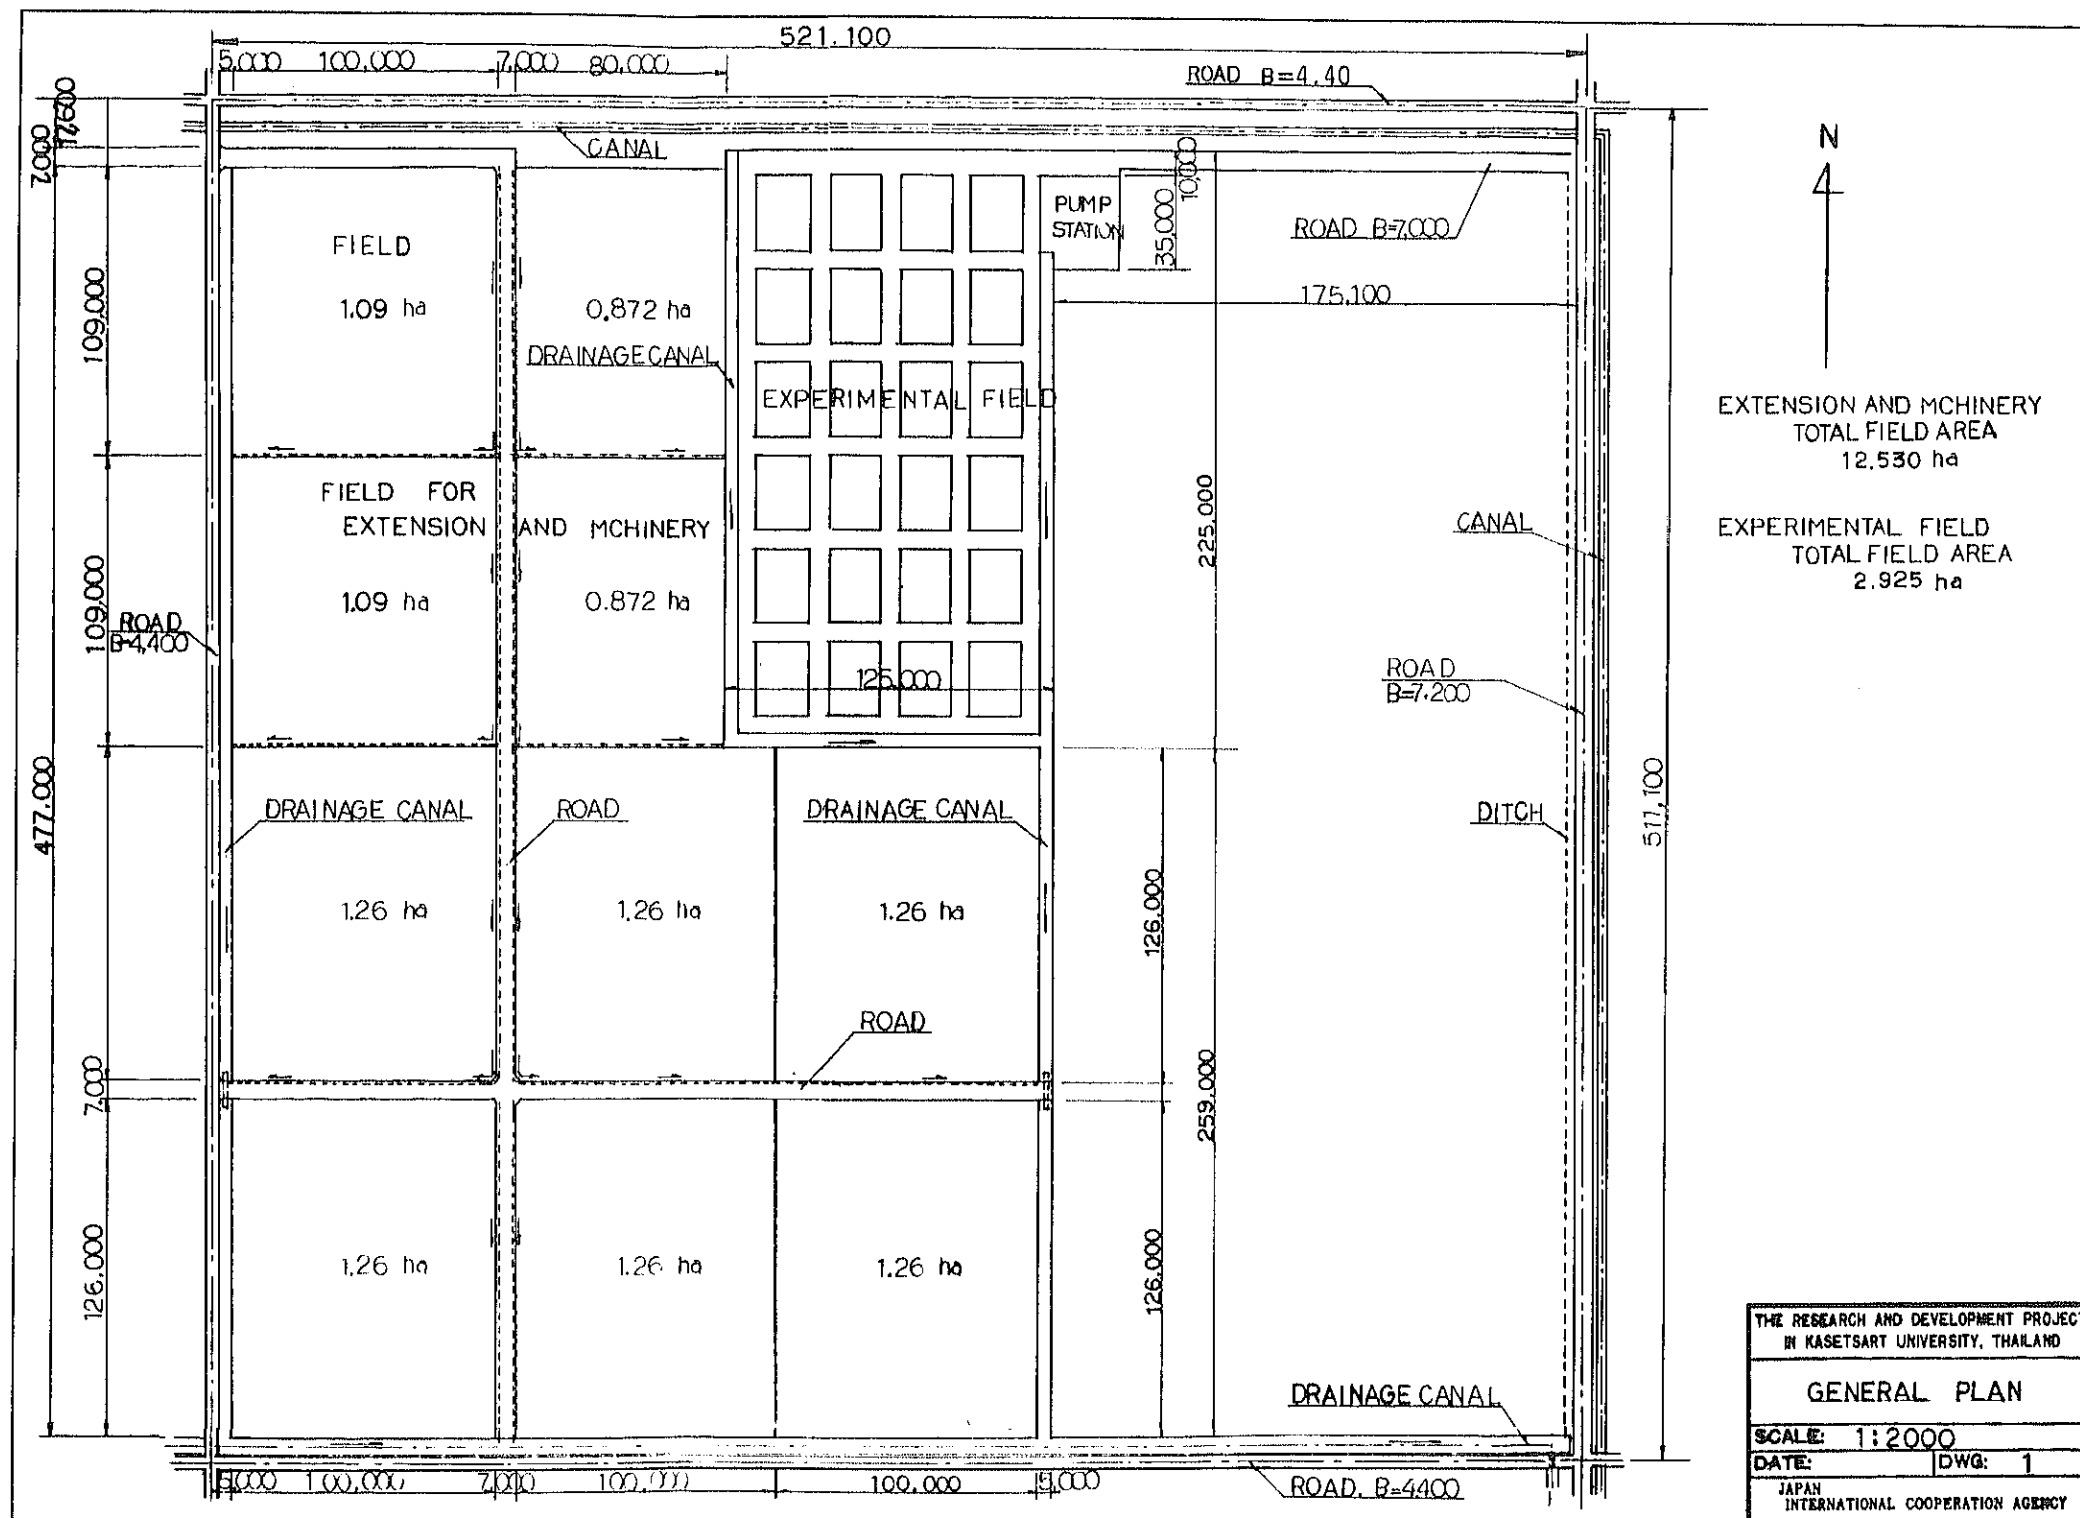 521.100
5,000 100,000 7,000 80,000
ROAD B=4.40
17,600
7,000
CANAL
N
PUMP
STATION
10,000
35,000
ROAD B=7,000
FIELD
1.09 ha
0.872 ha
175,100
109,000
DRAINAGE CANAL
EXPERIMENTAL FIELD
EXTENSION AND MCHINERY
TOTAL FIELD AREA
12.530 ha
FIELD FOR
EXTENSION AND MCHINERY
225,000
CANAL
EXPERIMENTAL FIELD
TOTAL FIELD AREA
2.925 ha
109,000
1.09 ha
0.872 ha
ROAD
B=4,400
125,000
ROAD
B=7.200
477.000
511,100
DRAINAGE CANAL
ROAD
DRAINAGE CANAL
DITCH
1.26 ha
1.26 ha
1.26 ha
126,000
ROAD
7,000
259,000
126,000
1.26 ha
1.26 ha
1.26 ha
126,000
DRAINAGE CANAL
5,000 100,000 7,000 100,000 100,000 5,000
ROAD. B=4400
THE RESEARCH AND DEVELOPMENT PROJECT
IN KASETSART UNIVERSITY, THAILAND
GENERAL PLAN
SCALE: 1:2000
DATE: DWG: 1
JAPAN
INTERNATIONAL COOPERATION AGENCY